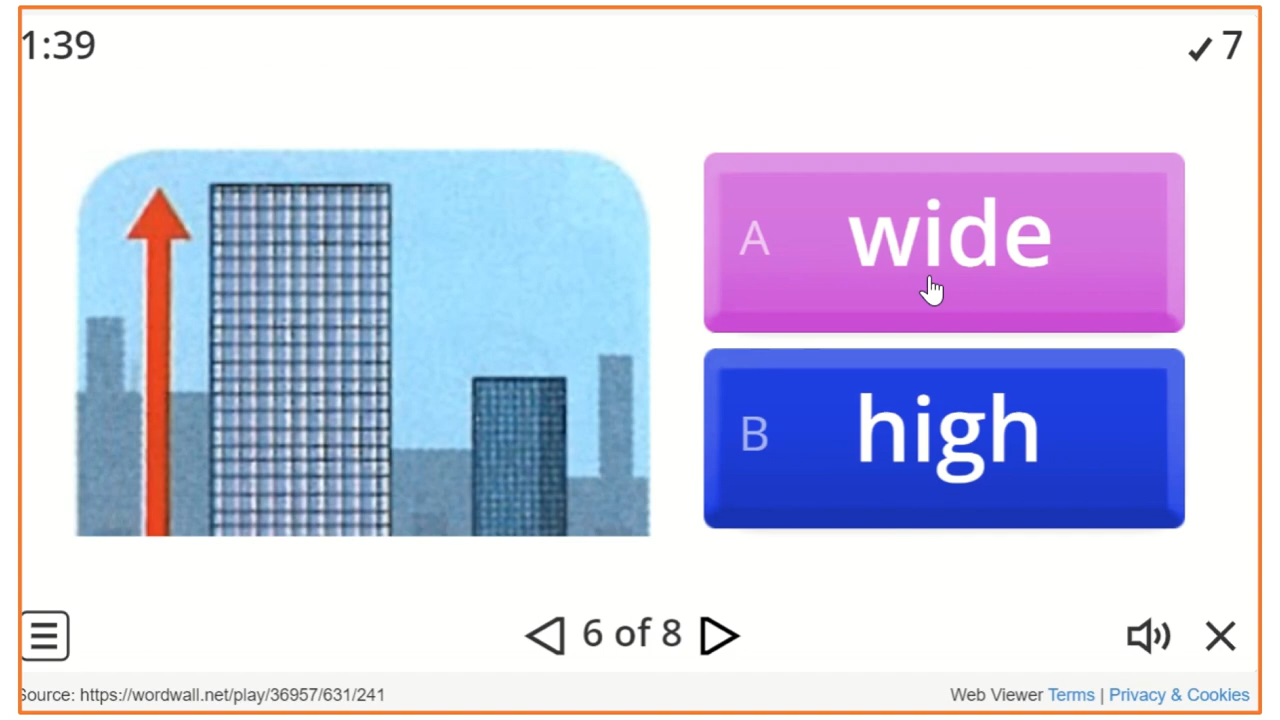 1:39
✓ 7
A wide
B high
6 of 8
Source: https://wordwall.net/play/36957/631/241
Web Viewer Terms | Privacy & Cookies